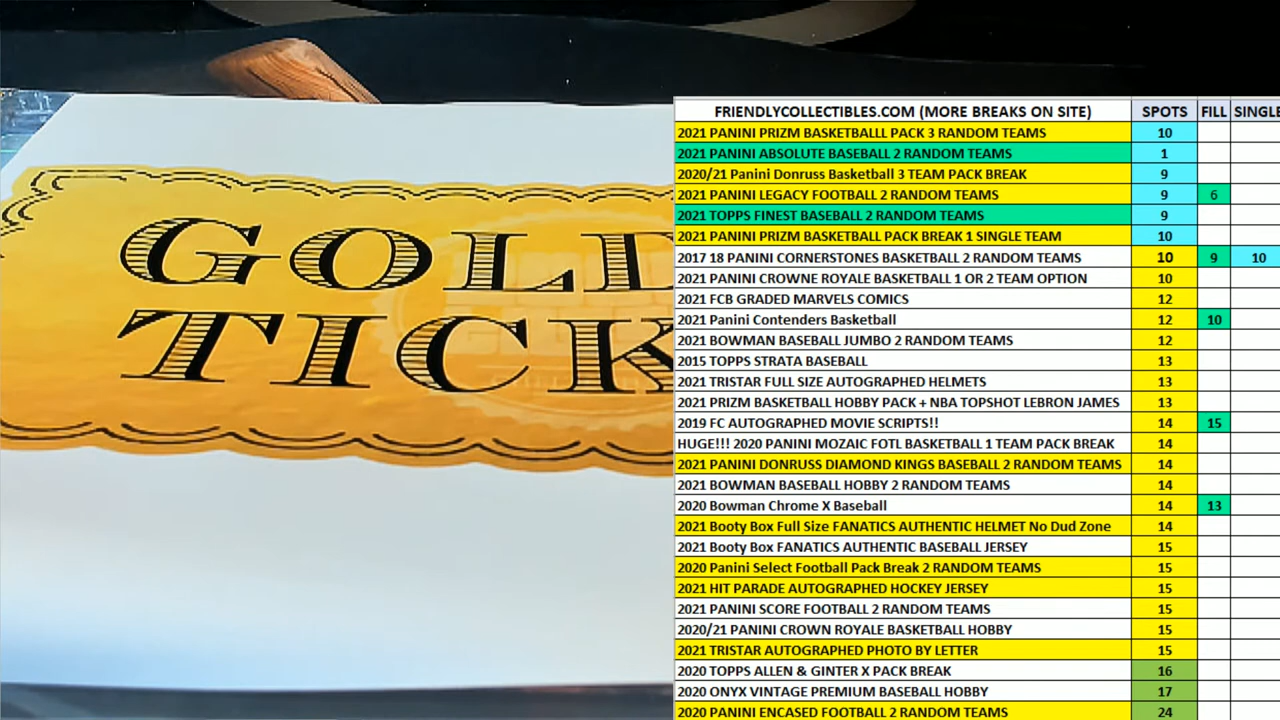 GOLD
TICK
FRIENDLYCOLLECTIBLES.COM (MORE BREAKS ON SITE) SPOTS FILL SINGLE
2021 PANINI PRIZM BASKETBALLL PACK 3 RANDOM TEAMS 10
2021 PANINI ABSOLUTE BASEBALL 2 RANDOM TEAMS 1
2020/21 Panini Donruss Basketball 3 TEAM PACK BREAK 9
2021 PANINI LEGACY FOOTBALL 2 RANDOM TEAMS 9 6
2021 TOPPS FINEST BASEBALL 2 RANDOM TEAMS 9
2021 PANINI PRIZM BASKETBALL PACK BREAK 1 SINGLE TEAM 10
2017 18 PANINI CORNERSTONES BASKETBALL 2 RANDOM TEAMS 10 9 10
2021 PANINI CROWNE ROYALE BASKETBALL 1 OR 2 TEAM OPTION 10
2021 FCB GRADED MARVELS COMICS 12
2021 Panini Contenders Basketball 12 10
2021 BOWMAN BASEBALL JUMBO 2 RANDOM TEAMS 12
2015 TOPPS STRATA BASEBALL 13
2021 TRISTAR FULL SIZE AUTOGRAPHED HELMETS 13
2021 PRIZM BASKETBALL HOBBY PACK + NBA TOPSHOT LEBRON JAMES 13
2019 FC AUTOGRAPHED MOVIE SCRIPTS!! 14 15
HUGE!!! 2020 PANINI MOZAIC FOTL BASKETBALL 1 TEAM PACK BREAK 14
2021 PANINI DONRUSS DIAMOND KINGS BASEBALL 2 RANDOM TEAMS 14
2021 BOWMAN BASEBALL HOBBY 2 RANDOM TEAMS 14
2020 Bowman Chrome X Baseball 14 13
2021 Booty Box Full Size FANATICS AUTHENTIC HELMET No Dud Zone 14
2021 Booty Box FANATICS AUTHENTIC BASEBALL JERSEY 15
2020 Panini Select Football Pack Break 2 RANDOM TEAMS 15
2021 HIT PARADE AUTOGRAPHED HOCKEY JERSEY 15
2021 PANINI SCORE FOOTBALL 2 RANDOM TEAMS 15
2020/21 PANINI CROWN ROYALE BASKETBALL HOBBY 15
2021 TRISTAR AUTOGRAPHED PHOTO BY LETTER 15
2020 TOPPS ALLEN & GINTER X PACK BREAK 16
2020 ONYX VINTAGE PREMIUM BASEBALL HOBBY 17
2020 PANINI ENCASED FOOTBALL 2 RANDOM TEAMS 24